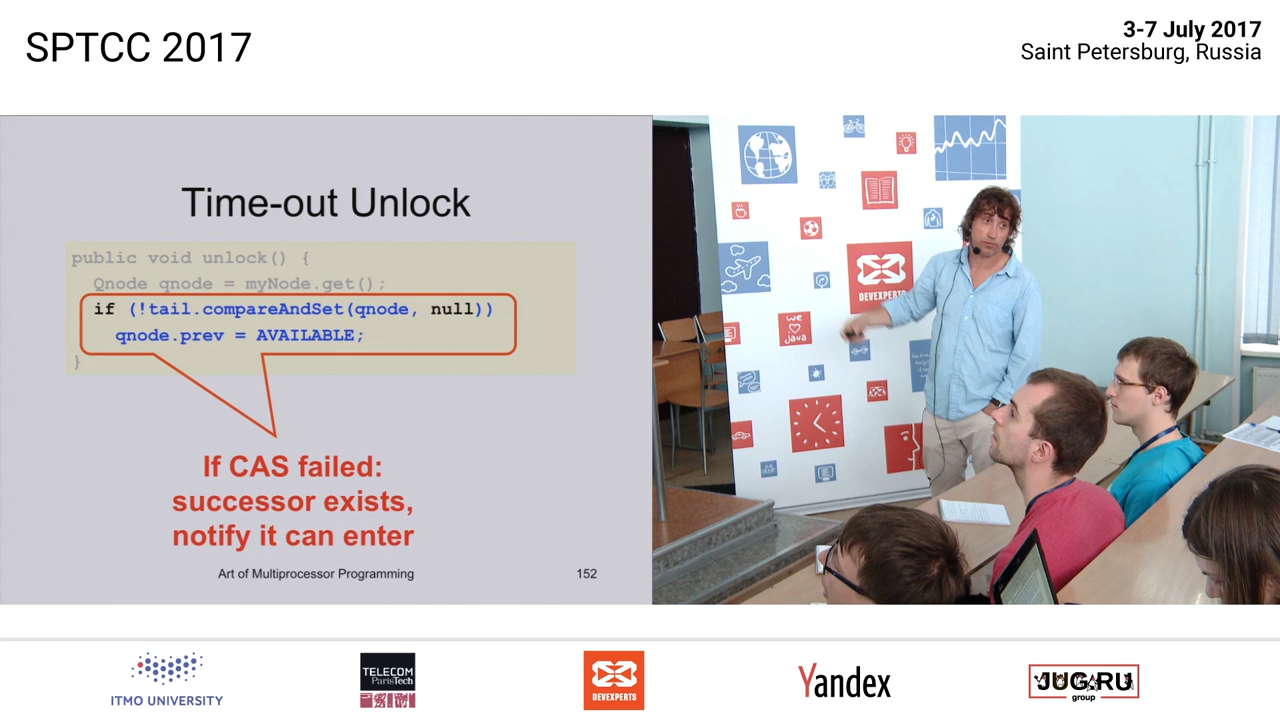 SPTCC 2017
3-7 July 2017
Saint Petersburg, Russia
Time-out Unlock
public void unlock() {
Qnode qnode = myNode.get();
if (!tail.compareAndSet(qnode, null))
qnode.prev = AVAILABLE;
}
If CAS failed:
successor exists,
notify it can enter
Art of Multiprocessor Programming
152
DEVEXPERTS
we
java
ITMO UNIVERSITY
TELECOM
ParisTech
DEVEXPERTS
Yandex
JUG.RU
group